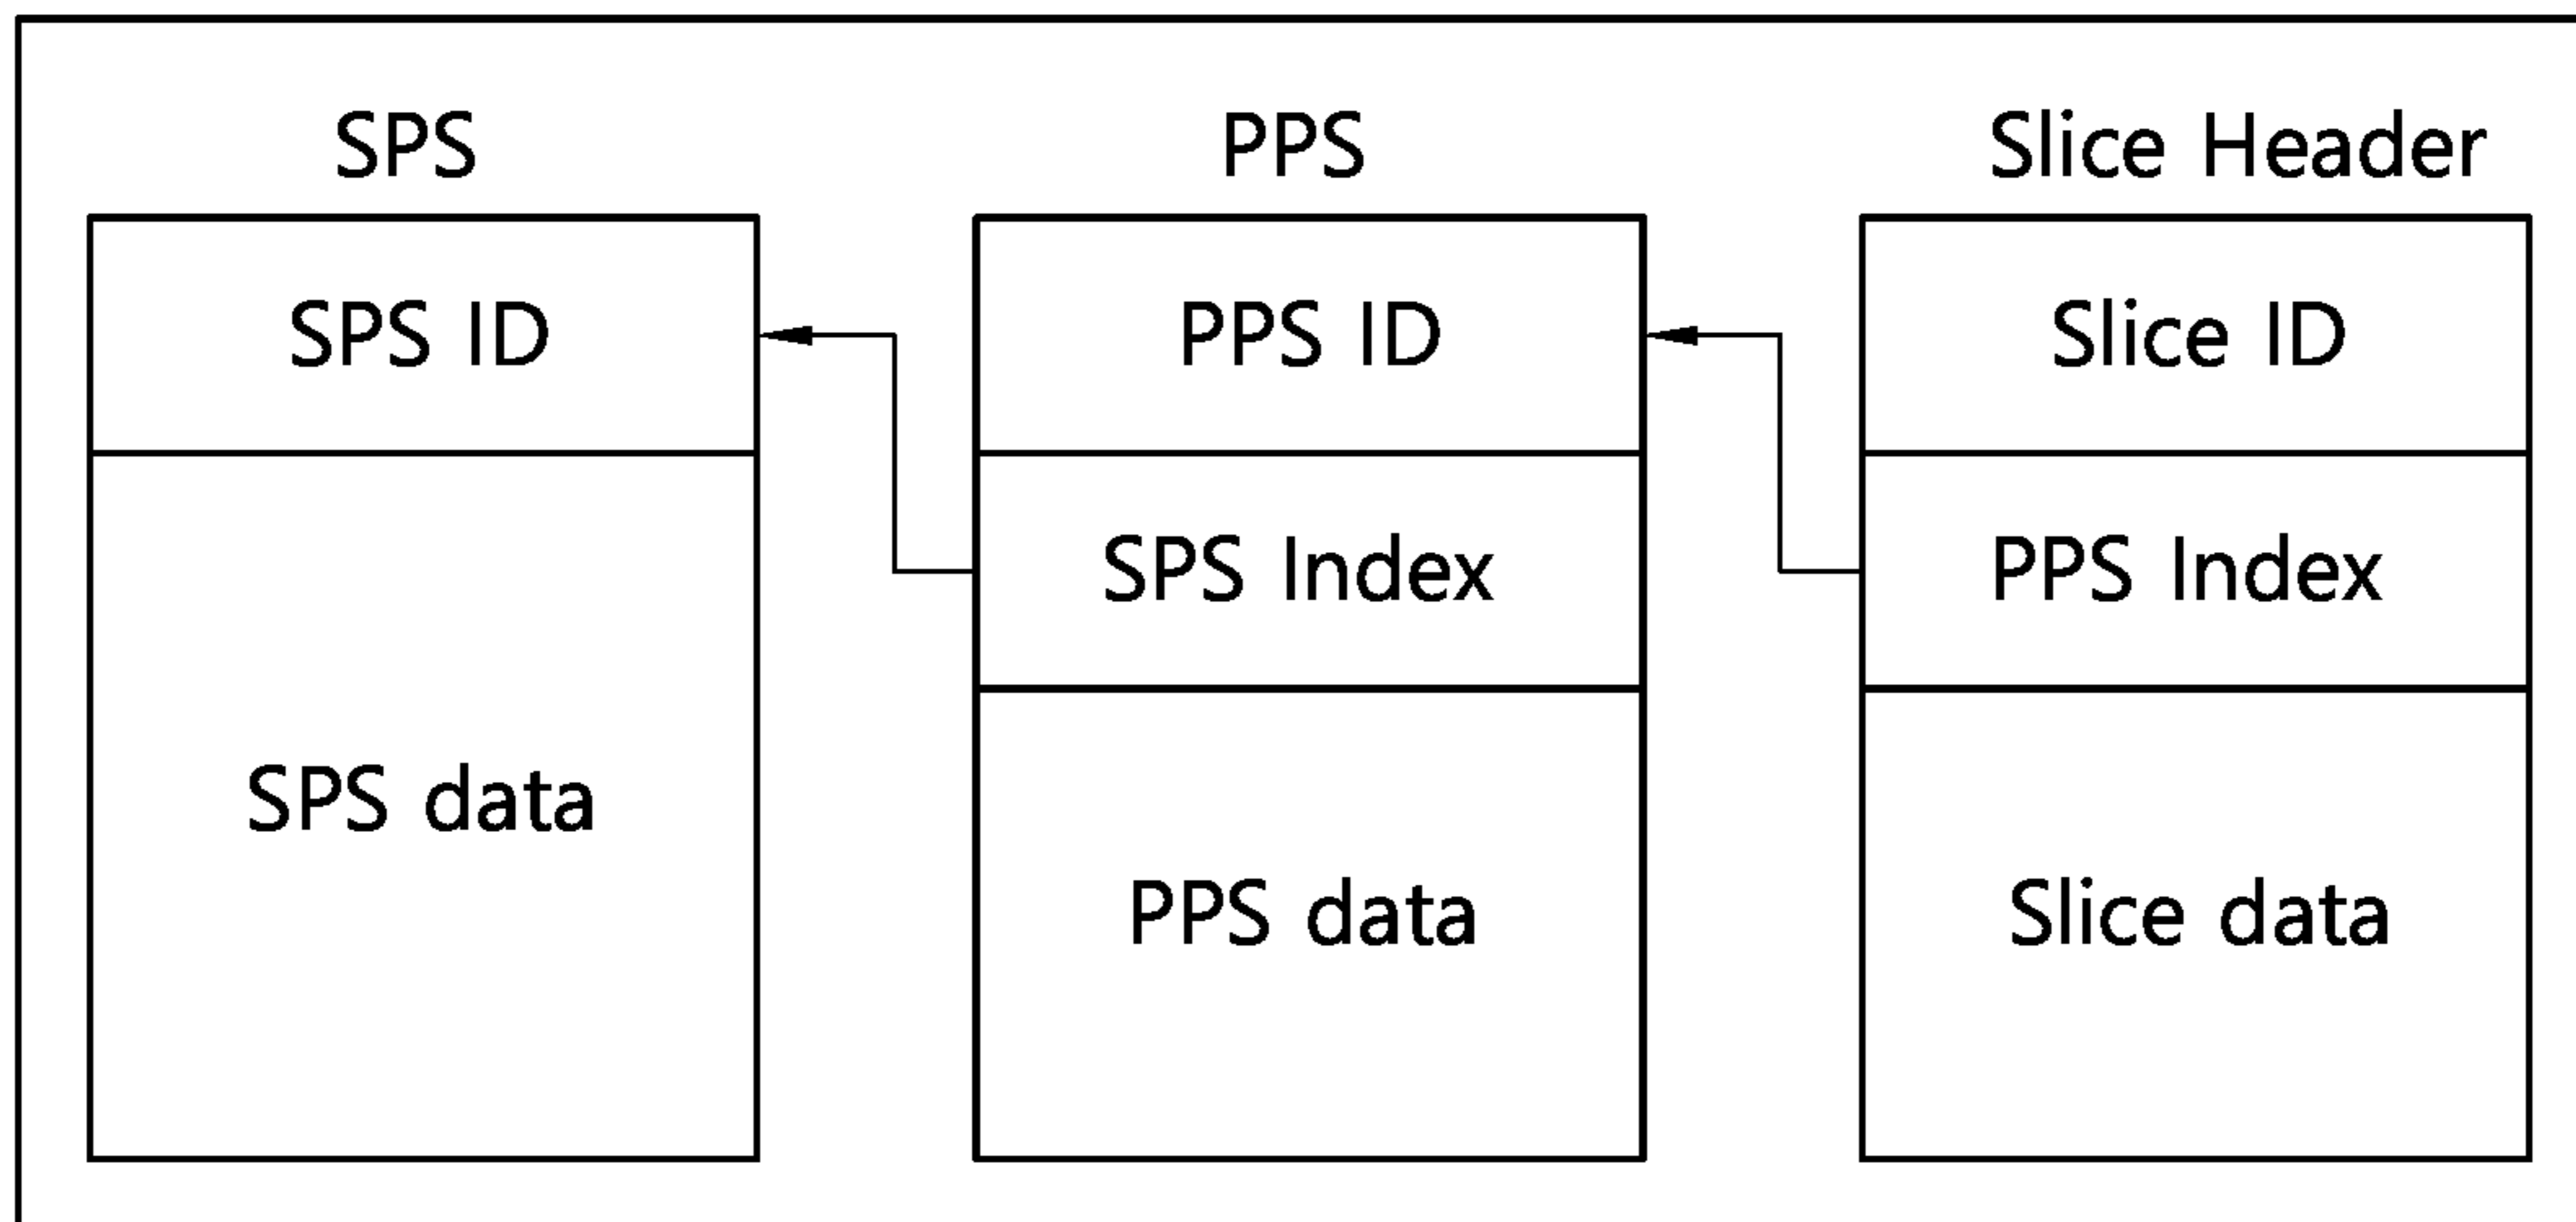 SPS
SPS ID
SPS data
PPS
PPS ID
SPS Index
PPS data
Slice Header
Slice ID
PPS Index
Slice data